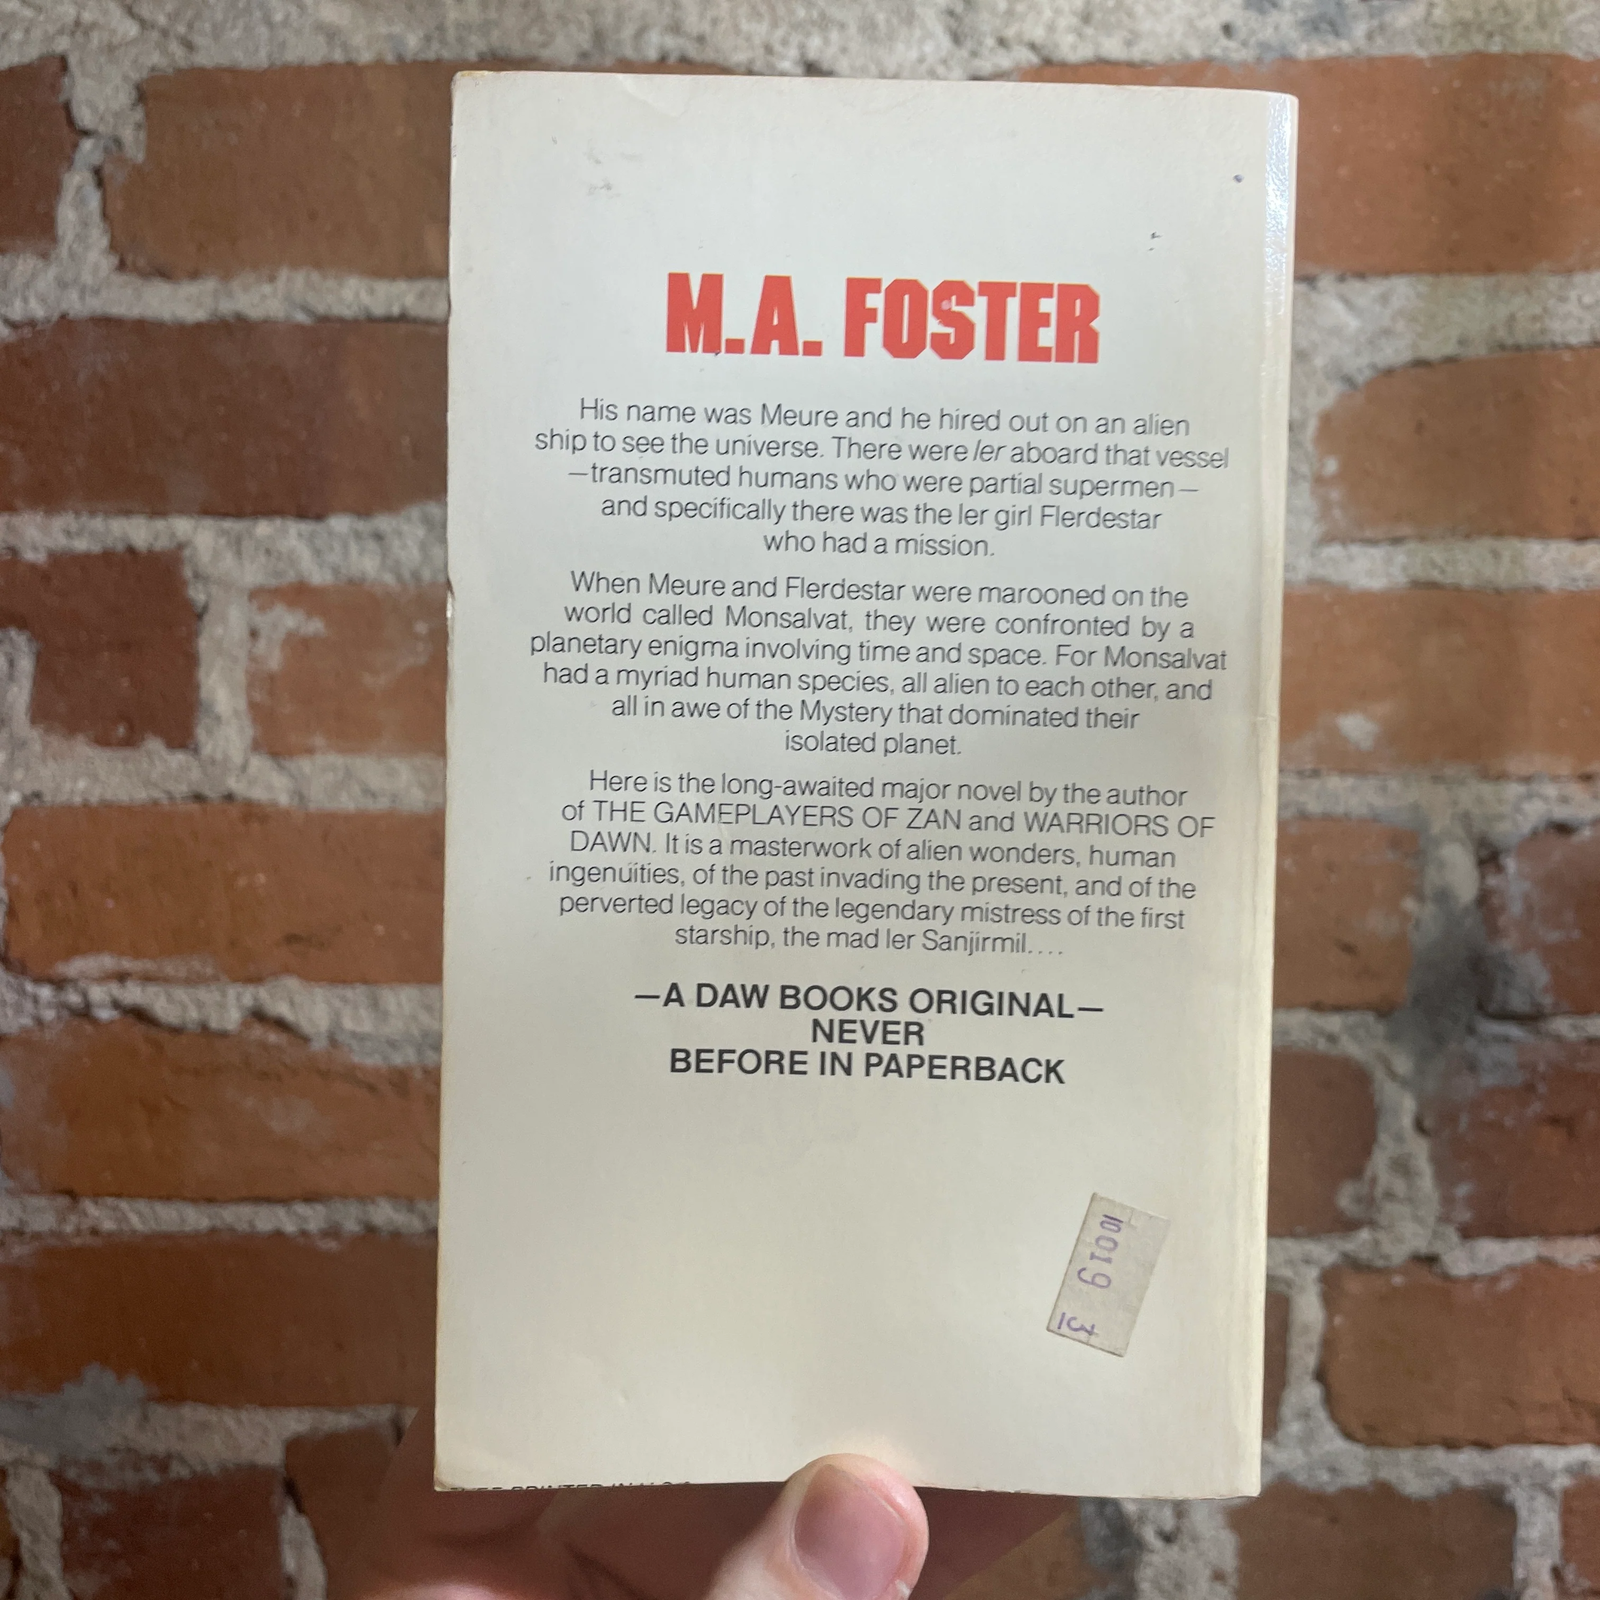 M.A. FOSTER
His name was Meure and he hired out on an alien
ship to see the universe. There were ler aboard that vessel
—transmuted humans who were partial supermen—
and specifically there was the ler girl Flerdestar
who had a mission.
When Meure and Flerdestar were marooned on the
world called Monsalvat, they were confronted by a
planetary enigma involving time and space. For Monsalvat
had a myriad human species, all alien to each other, and
all in awe of the Mystery that dominated their
isolated planet.
Here is the long-awaited major novel by the author
of THE GAMEPLAYERS OF ZAN and WARRIORS OF
DAWN. It is a masterwork of alien wonders, human
ingenuities, of the past invading the present, and of the
perverted legacy of the legendary mistress of the first
starship, the mad ler Sanjirmil....
—A DAW BOOKS ORIGINAL—
NEVER
BEFORE IN PAPERBACK
PRINTED IN U.S.A.